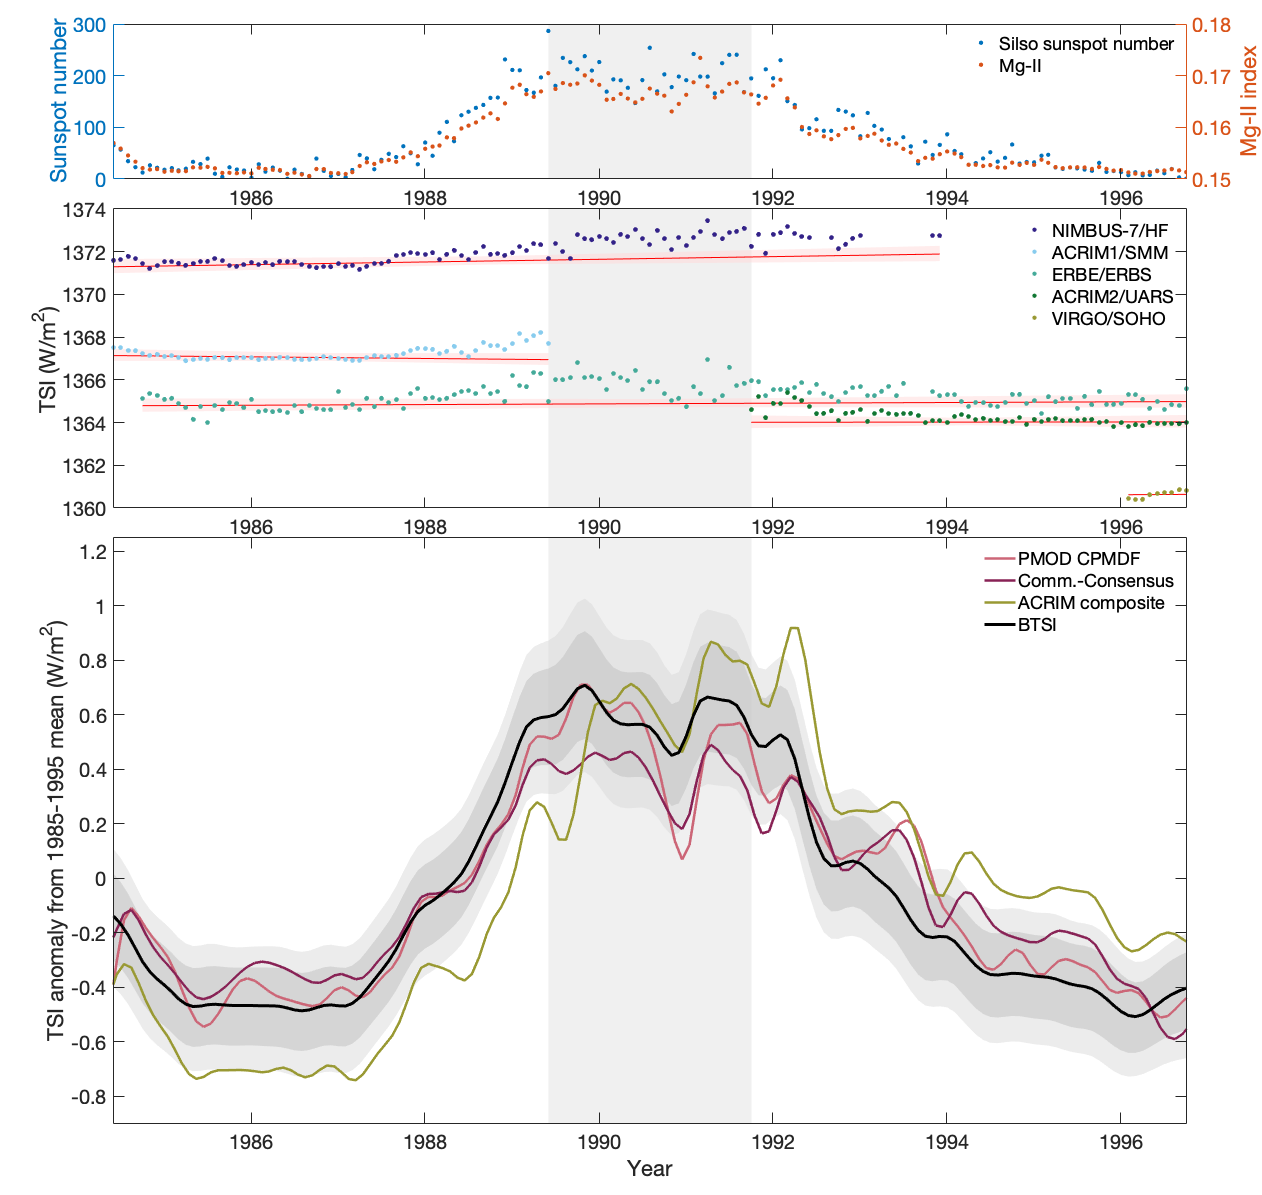 300
200
100
0
Sunspot number
0.18
0.17
0.16
0.15
Mg-II index
Silso sunspot number
Mg-II
1986
1988
1990
1992
1994
1996
1374
1372
1370
1368
1366
1364
1362
1360
TSI (W/m²)
NIMBUS-7/HF
ACRIM1/SMM
ERBE/ERBS
ACRIM2/UARS
VIRGO/SOHO
1986
1988
1990
1992
1994
1996
1.2
1
0.8
0.6
0.4
0.2
0
-0.2
-0.4
-0.6
-0.8
TSI anomaly from 1985-1995 mean (W/m²)
PMOD CPMDF
Comm.-Consensus
ACRIM composite
BTSI
1986
1988
1990
1992
1994
1996
Year